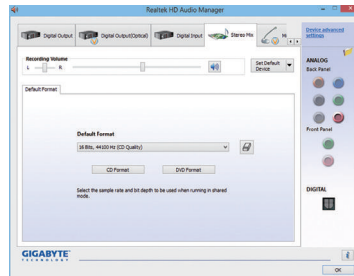 Realtek HD Audio Manager
Digital Output
Digital Output(Optical)
Digital Input
Stereo Mix
Device advanced settings
Recording Volume
L
R
Set Default Device
ANALOG
Back Panel
Default Format
Default Format
16 Bits, 44100 Hz (CD Quality)
CD Format
DVD Format
Select the sample rate and bit depth to be used when running in shared
mode.
Front Panel
DIGITAL
GIGABYTE
TECHNOLOGY
OK